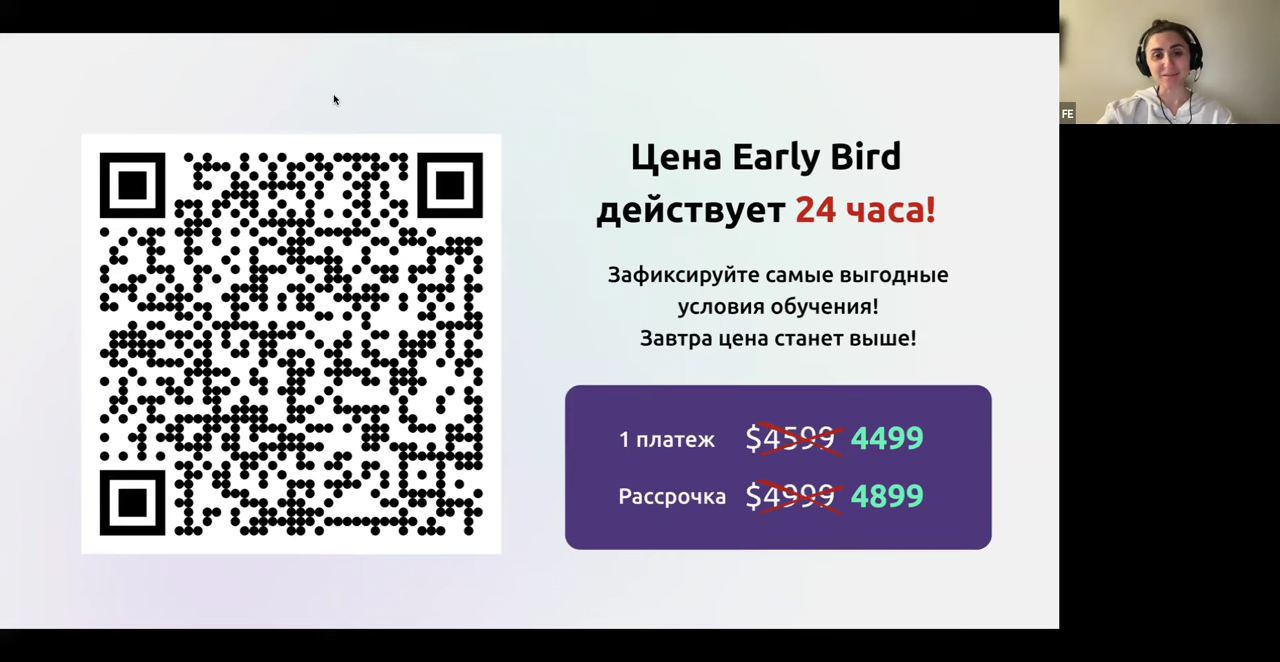 Цена Early Bird
действует 24 часа!
Зафиксируйте самые выгодные
условия обучения!
Завтра цена станет выше!
1 платеж $4599 4499
Рассрочка $4999 4899
FE